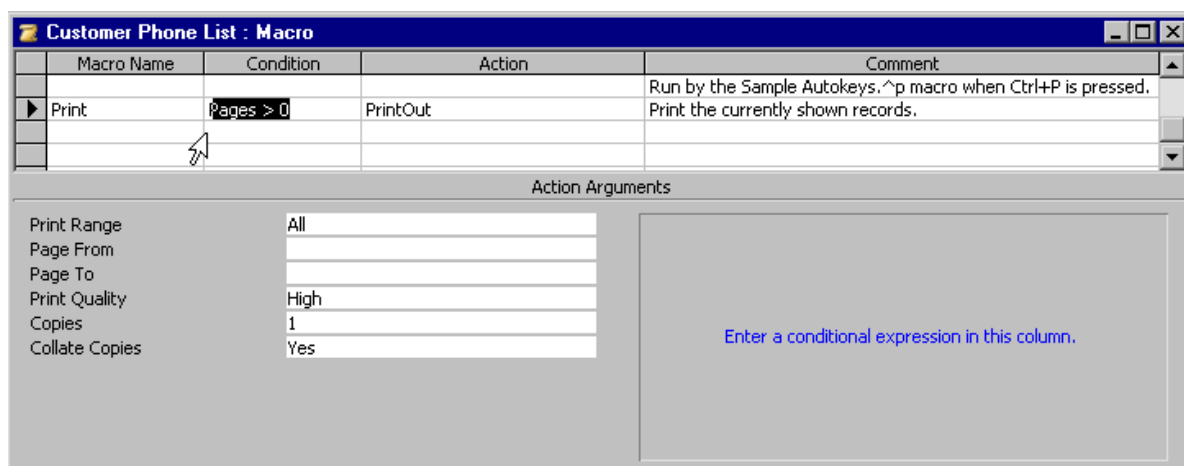 Customer Phone List : Macro
Macro Name Condition Action Comment
Run by the Sample Autokeys.^p macro when Ctrl+P is pressed.
Print Pages > 0 PrintOut Print the currently shown records.
Action Arguments
Print Range All
Page From
Page To
Print Quality High
Copies 1
Collate Copies Yes
Enter a conditional expression in this column.